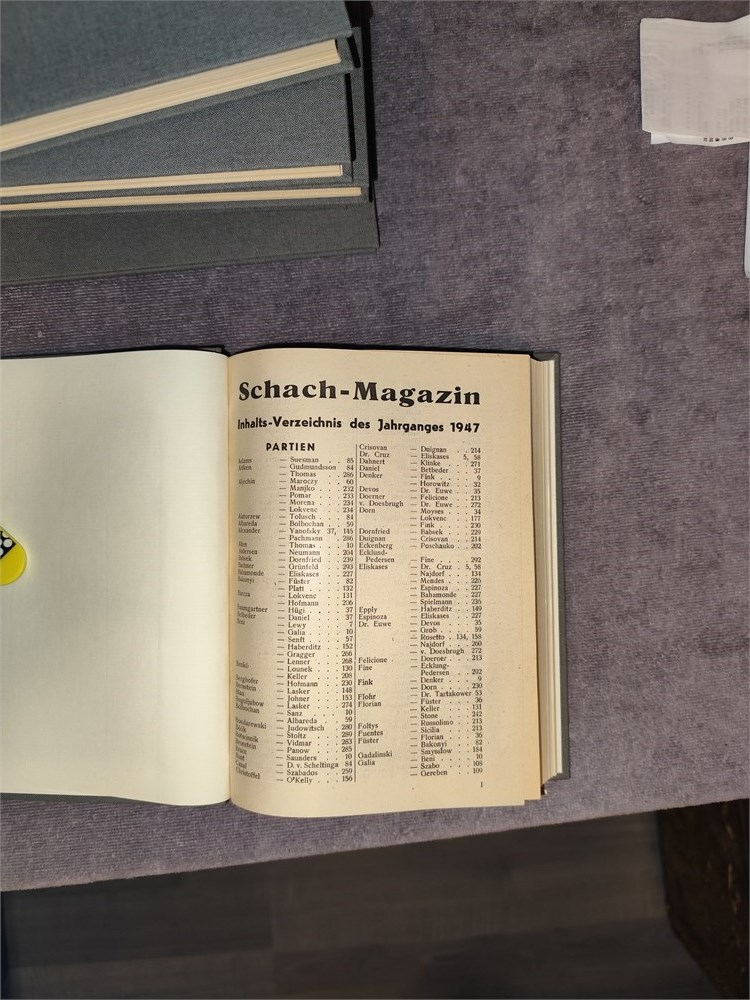 Schach-Magazin
Inhalts-Verzeichnis des Jahrganges 1947
PARTIEN
— Suesman . . 85
— Gudmundsson 84
— Thomas . . 286
— Maroczy . . 60
— Manjko . . 232
— Pomar . . 233
— Morena . . 234
— Lokvenc . . 234
— Tolusch . . 84
— Bolbochan . 59
— Yanofsky 37, 145
— Pachmann . 286
— Thomas . . 10
— Neumann . 204
— Dornfried . 239
— Grünfeld . . 293
— Eliskases . . 227
— Füster . . 82
— Platt . . . 132
— Lokvenc . . 131
— Hofmann . . 206
— Hügi . . . 37
— Daniel . . . 37
— Lewy . . . 7
— Galia . . . 10
— Senft . . . 57
— Haberditz . 152
— Gragger . . 266
— Lenner . . . 268
— Lounek . . 130
— Keller . . . 208
— Hofmann . . 230
— Lasker . . . 148
— Johner . . . 153
— Lasker . . . 274
— Sanz . . . 10
— Albareda . . 59
— Judowitsch . 280
— Stoltz . . . 289
— Vidmar . . 283
— Panow . . . 285
— Saunders . . 10
— D. v. Scheltinga 84
— Szabados . . 259
— O'Kelly . . . 156
Crisovan — Duignan . . 214
Dr. Cruz — Eliskases 5, 58
Dahnert — Klinke . . . 271
Daniel — Betbeder . . 37
Denker — Fink . . . 9
— Horowitz . . 32
Devos — Dr. Euwe . . 35
Doerner — Felicione . . 213
v. Doesbrugh — Dr. Euwe . . 272
Dorn — Moyses . . 34
— Lokvenc . . 177
— Fink . . . 230
Dornfried — Babsek . . 229
Duignan — Crisovan . . 214
Eckenberg — Poschauko . 202
Ecklund-
Pedersen — Fine . . . 292
Eliskases — Dr. Cruz . 5, 58
— Najdorf . . 134
— Mendes . . 226
— Espinoza . . 227
— Bahamonde . 227
— Spielmann . 236
Epply — Haberditz . 149
Espinoza — Eliskases . . 227
Dr. Euwe — Devos . . . 35
— Grob . . . 59
— Rosetto . 134, 158
— Najdorf . . 260
— v. Doesbrugh 272
Felicione — Doerner . . 213
Fine — Ecklung-
Pedersen . . 292
Fink — Denker . . 9
— Dorn . . . 230
Flohr — Dr. Tartakower 53
Florian — Füster . . . 36
— Keller . . . 131
— Stone . . . 242
— Rossolimo . 213
Foltys — Sicilia . . . 213
Fuentes — Florian . . 36
Füster — Bakonyi . . 82
— Smysslow . 184
Gadalinski — Beni . . . 10
Galia — Szabo . . . 108
— Gereben . . 109
1